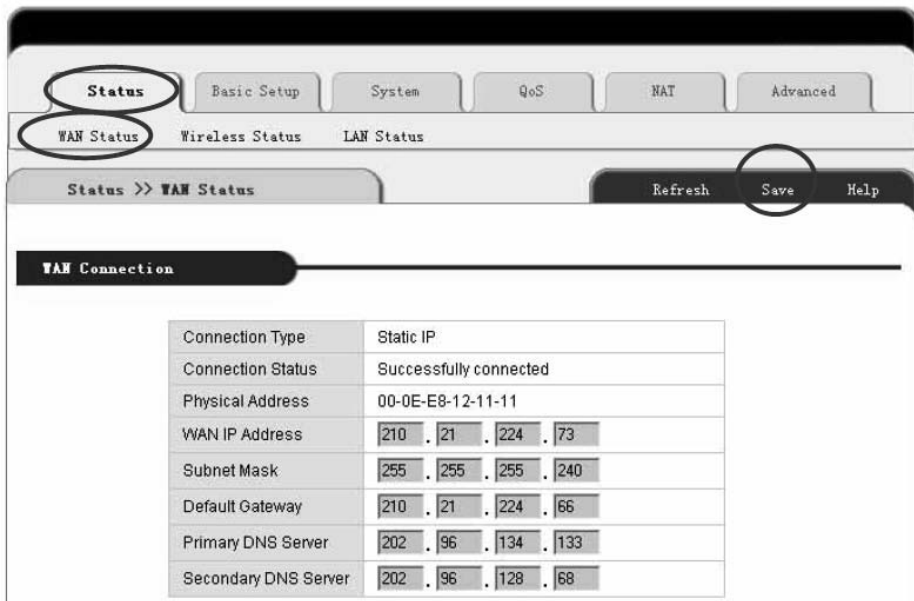 Status Basic Setup System QoS NAT Advanced
WAN Status Wireless Status LAN Status
Status >> WAN Status Refresh Save Help
WAN Connection
Connection Type Static IP
Connection Status Successfully connected
Physical Address 00-0E-E8-12-11-11
WAN IP Address 210 . 21 . 224 . 73
Subnet Mask 255 . 255 . 255 . 240
Default Gateway 210 . 21 . 224 . 66
Primary DNS Server 202 . 96 . 134 . 133
Secondary DNS Server 202 . 96 . 128 . 68